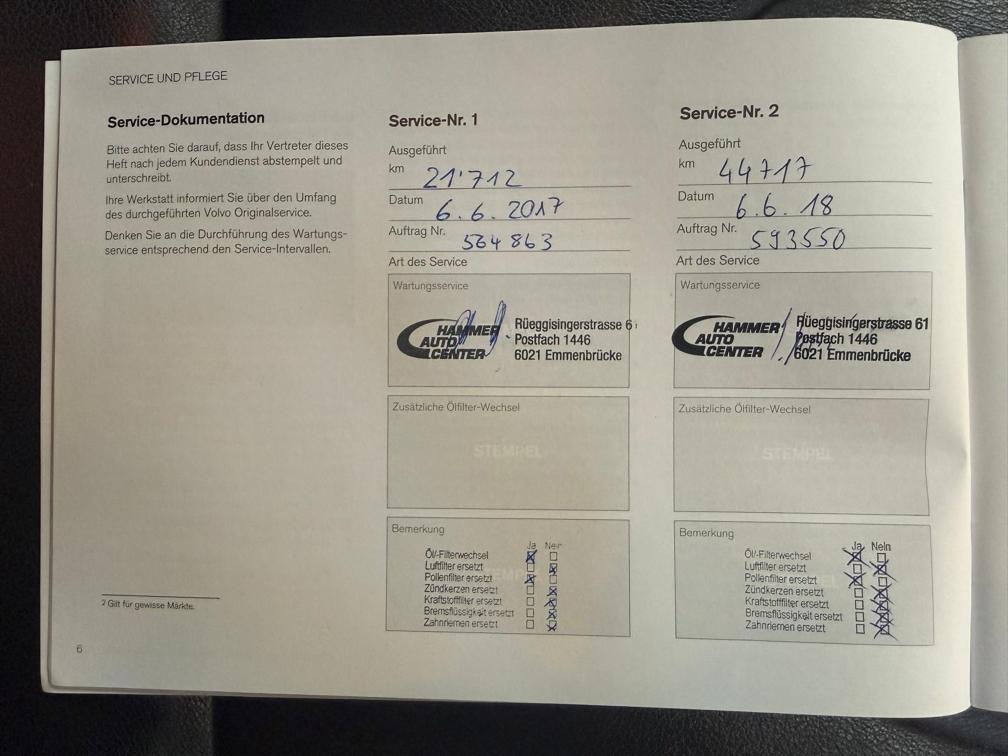 SERVICE UND PFLEGE
Service-Dokumentation
Bitte achten Sie darauf, dass Ihr Vertreter dieses
Heft nach jedem Kundendienst abstempelt und
unterschreibt.
Ihre Werkstatt informiert Sie über den Umfang
des durchgeführten Volvo Originalservice.
Denken Sie an die Durchführung des Wartungs-
service entsprechend den Service-Intervallen.
2 Gilt für gewisse Märkte.
6
Service-Nr. 1
Ausgeführt
km 21'712
Datum 6.6.2017
Auftrag Nr. 564863
Art des Service
Wartungsservice
HAMMER
AUTO
CENTER
Rüeggisingerstrasse 61
Postfach 1446
6021 Emmenbrücke
Zusätzliche Ölfilter-Wechsel
STEMPEL
Bemerkung
Ja Nein
Öl/-Filterwechsel
Luftfilter ersetzt
Pollenfilter ersetzt
Zündkerzen ersetzt
Kraftstofffilter ersetzt
Bremsflüssigkeit ersetzt
Zahnriemen ersetzt
Service-Nr. 2
Ausgeführt
km 44717
Datum 6.6.18
Auftrag Nr. 593550
Art des Service
Wartungsservice
HAMMER
AUTO
CENTER
Rüeggisingerstrasse 61
Postfach 1446
6021 Emmenbrücke
Zusätzliche Ölfilter-Wechsel
STEMPEL
Bemerkung
Ja Nein
Öl/-Filterwechsel
Luftfilter ersetzt
Pollenfilter ersetzt
Zündkerzen ersetzt
Kraftstofffilter ersetzt
Bremsflüssigkeit ersetzt
Zahnriemen ersetzt